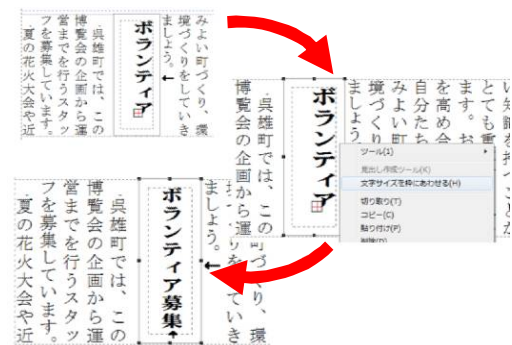 みよい町づくり、環
境づくりをしていき
ましょう。
ボランティア
呉雄町では、この
博覧会の企画から運
営までを行うスタッ
フを募集しています。
夏の花火大会や近
い知識を持つことが
とても重
ます。お
を高め合
自分たち
みよい町
境づくり
ましょう
ボランティア
呉雄町では、この
博覧会の企画から運
ツール(1)
見出し作成ツール(K)
文字サイズを枠にあわせる(H)
切り取り(T)
コピー(C)
貼り付け(P)
町づくり、環
ていき
ましょう。
ボランティア募集
呉雄町では、この
博覧会の企画から運
営までを行うスタッ
フを募集しています。
夏の花火大会や近